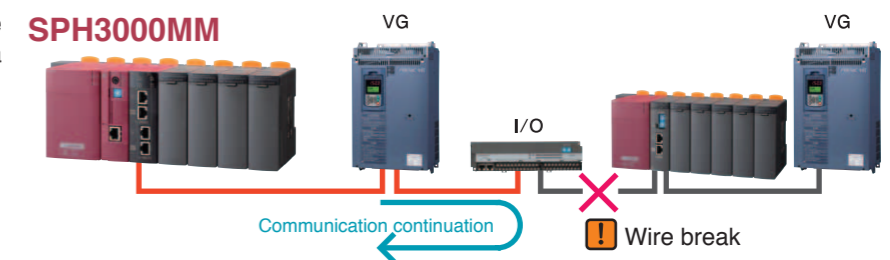 SPH3000MM
VG
VG
I/O
Communication continuation
! Wire break